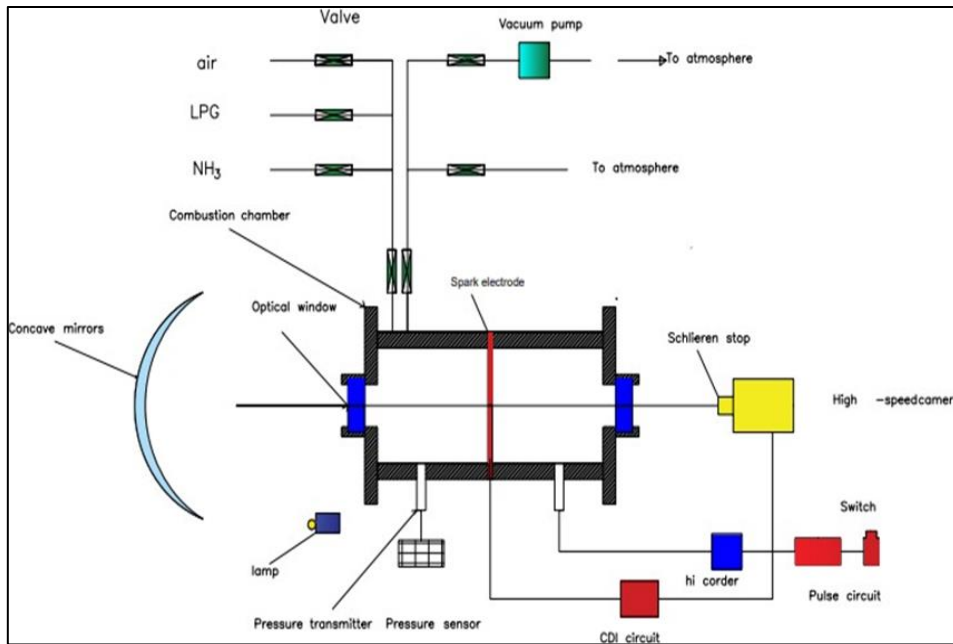 Valve
Vacuum pump
air
To atmosphere
LPG
NH₃
To atmosphere
Combustion chamber
Spark electrode
Optical window
Concave mirrors
Schlieren stop
High -speedcamer
Switch
lamp
hi corder
Pulse circuit
Pressure transmitter
Pressure sensor
CDI circuit